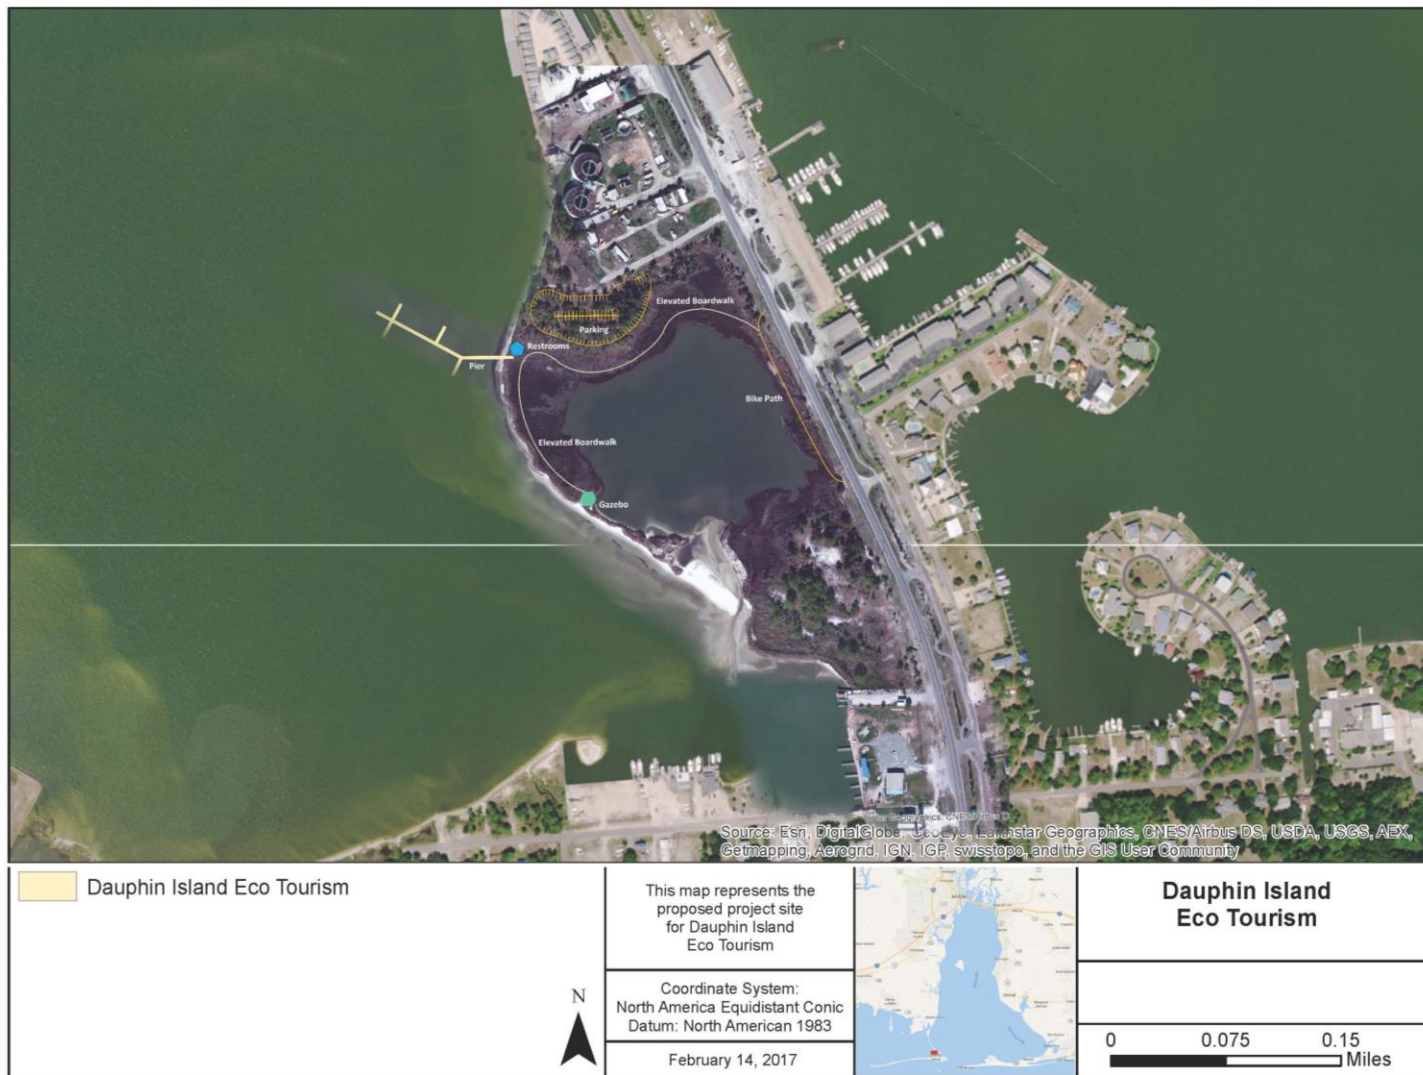 Elevated Boardwalk
Parking
Restrooms
Pier
Bike Path
Elevated Boardwalk
Gazebo
Source: Esri, DigitalGlobe, GeoEye, Earthstar Geographics, CNES/Airbus DS, USDA, USGS, AEX,
Getmapping, Aerogrid, IGN, IGP, swisstopo, and the GIS User Community
Dauphin Island Eco Tourism
N
This map represents the
proposed project site
for Dauphin Island
Eco Tourism
Coordinate System:
North America Equidistant Conic
Datum: North American 1983
February 14, 2017
Dauphin Island
Eco Tourism
0 0.075 0.15
Miles